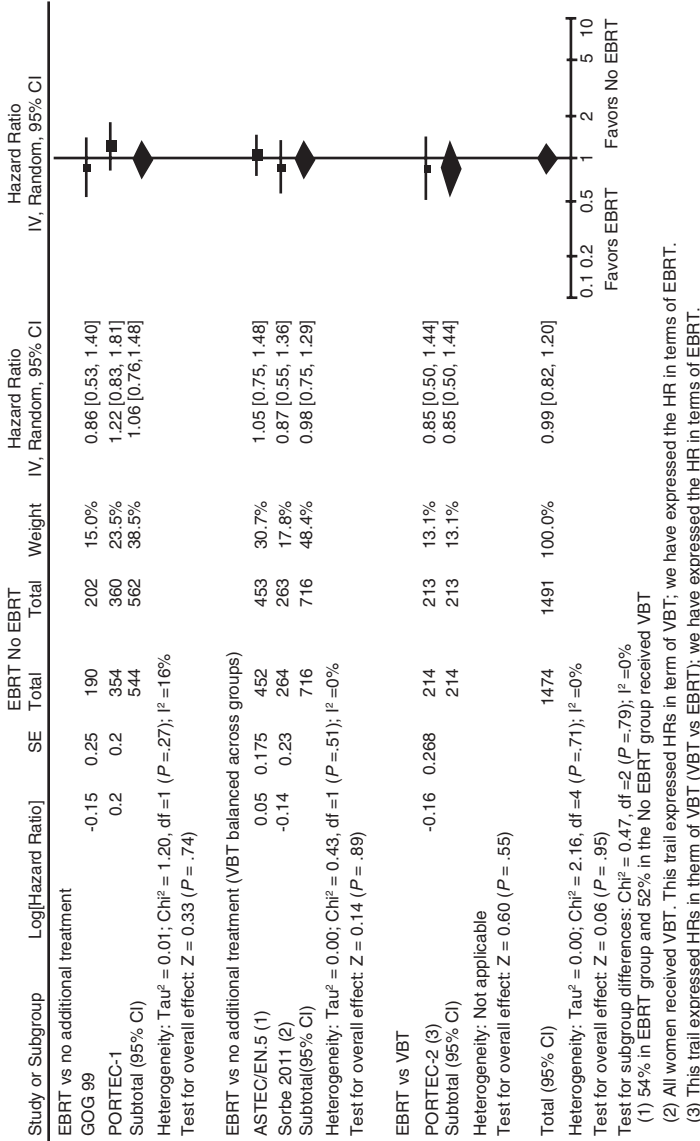 Hazard Ratio Hazard Ratio
EBRT No EBRT
Study or Subgroup Log[Hazard Ratio] SE Total Total Weight IV, Random, 95% CI IV, Random, 95% CI
EBRT vs no additional treatment
GOG 99 -0.15 0.25 190 202 15.0% 0.86 [0.53, 1.40]
PORTEC-1 0.2 0.2 354 360 23.5% 1.22 [0.83, 1.81]
Subtotal (95% CI) 544 562 38.5% 1.06 [0.76,1.48]
Heterogeneity: Tau² = 0.01; Chi² = 1.20, df =1 (P =.27); I² =16%
Test for overall effect: Z = 0.33 (P = .74)
EBRT vs no additional treatment (VBT balanced across groups)
ASTEC/EN.5 (1) 0.05 0.175 452 453 30.7% 1.05 [0.75, 1.48]
Sorbe 2011 (2) -0.14 0.23 264 263 17.8% 0.87 [0.55, 1.36]
Subtotal(95% CI) 716 716 48.4% 0.98 [0.75, 1.29]
Heterogeneity: Tau² = 0.00; Chi² = 0.43, df =1 (P =.51); I² =0%
Test for overall effect: Z = 0.14 (P = .89)
EBRT vs VBT
PORTEC-2 (3) -0.16 0.268 214 213 13.1% 0.85 [0.50, 1.44]
Subtotal (95% CI) 214 213 13.1% 0.85 [0.50, 1.44]
Heterogeneity: Not applicable
Test for overall effect: Z = 0.60 (P = .55)
Total (95% CI) 1474 1491 100.0% 0.99 [0.82, 1.20]
Heterogeneity: Tau² = 0.00; Chi² = 2.16, df =4 (P =.71); I² =0%
0.1 0.2 0.5 1 2 5 10
Test for overall effect: Z = 0.06 (P = .95)
Favors EBRT Favors No EBRT
Test for subgroup differences: Chi² = 0.47, df =2 (P =.79); I² =0%
(1) 54% in EBRT group and 52% in the No EBRT group received VBT
(2) All women received VBT. This trail expressed HRs in term of VBT; we have expressed the HR in terms of EBRT.
(3) This trail expressed HRs in therm of VBT (VBT vs EBRT); we have expressed the HR in terms of EBRT.